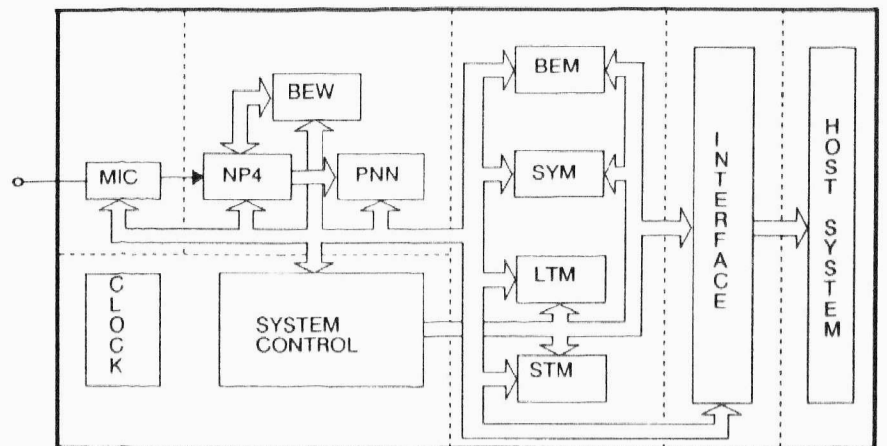 BEW
BEM
MIC
NP4
PNN
SYM
CLOCK
SYSTEM
CONTROL
LTM
STM
INTERFACE
HOST SYSTEM